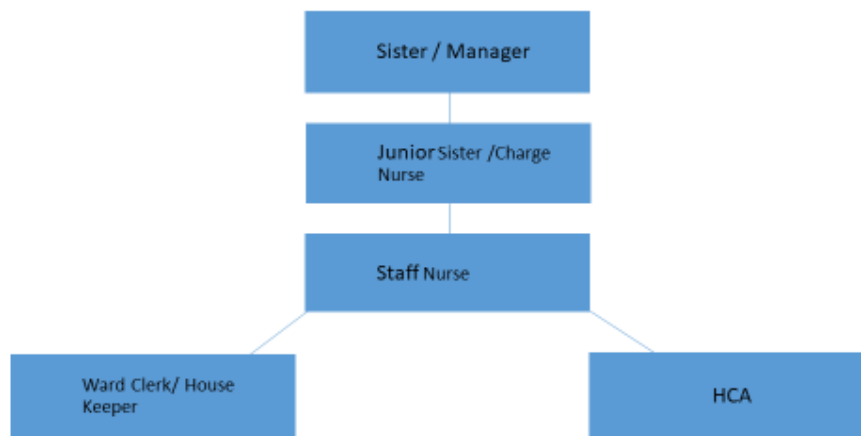 Sister / Manager
Junior Sister /Charge
Nurse
Staff Nurse
Ward Clerk/ House
Keeper
HCA